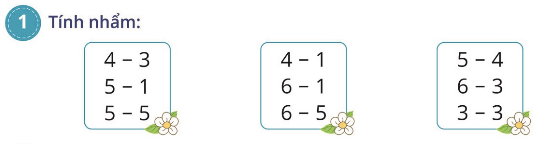 1 Tính nhẩm:
4 – 3
5 – 1
5 – 5
4 – 1
6 – 1
6 – 5
5 – 4
6 – 3
3 – 3